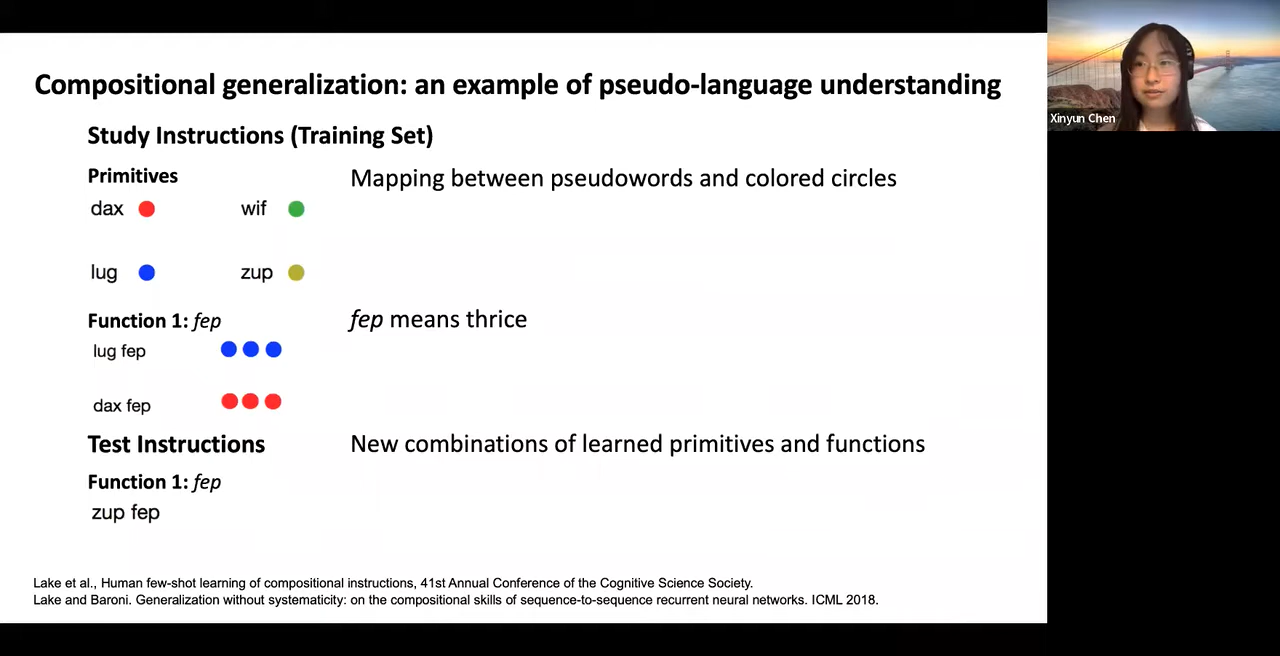 Compositional generalization: an example of pseudo-language understanding
Study Instructions (Training Set)
Primitives
Mapping between pseudowords and colored circles
dax
wif
lug
zup
Function 1: fep
fep means thrice
lug fep
dax fep
Test Instructions
New combinations of learned primitives and functions
Function 1: fep
zup fep
Lake et al., Human few-shot learning of compositional instructions, 41st Annual Conference of the Cognitive Science Society.
Lake and Baroni. Generalization without systematicity: on the compositional skills of sequence-to-sequence recurrent neural networks. ICML 2018.
Xinyun Chen